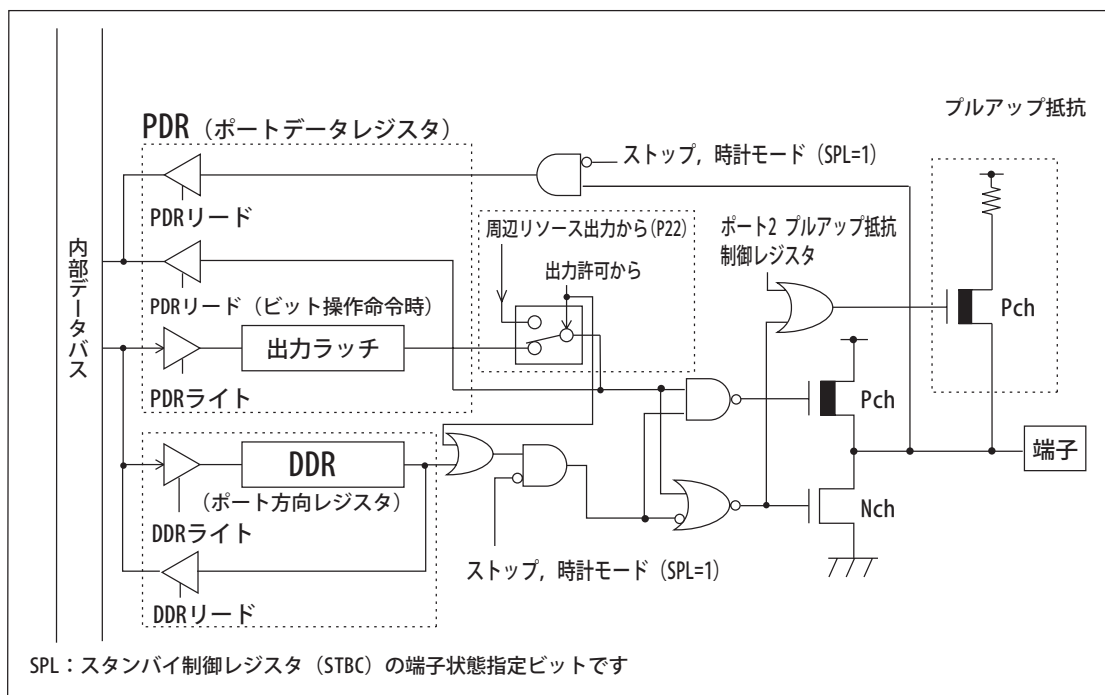 プルアップ抵抗
PDR（ポートデータレジスタ）
ストップ，時計モード（SPL=1）
PDRリード
周辺リソース出力から(P22)
ポート2 プルアップ抵抗
制御レジスタ
内部データバス
出力許可から
Pch
PDRリード（ビット操作命令時）
出力ラッチ
PDRライト
Pch
DDR
端子
（ポート方向レジスタ）
Nch
DDRライト
ストップ，時計モード（SPL=1）
DDRリード
SPL：スタンバイ制御レジスタ（STBC）の端子状態指定ビットです